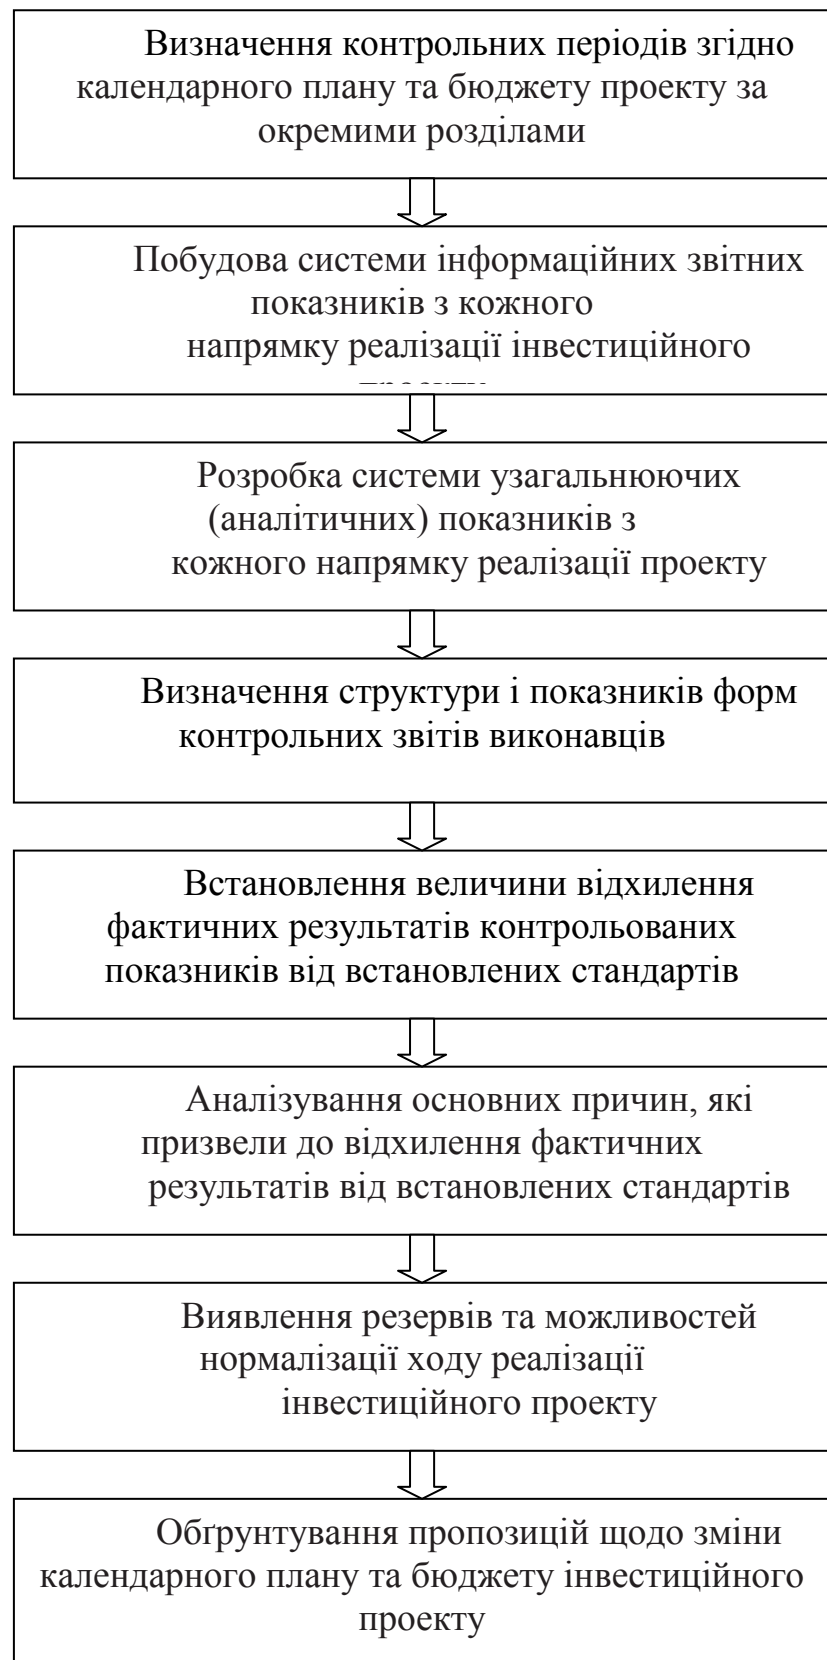 Визначення контрольних періодів згідно
календарного плану та бюджету проекту за
окремими розділами
Побудова системи інформаційних звітних
показників з кожного
напрямку реалізації інвестиційного
проекту
Розробка системи узагальнюючих
(аналітичних) показників з
кожного напрямку реалізації проекту
Визначення структури і показників форм
контрольних звітів виконавців
Встановлення величини відхилення
фактичних результатів контрольованих
показників від встановлених стандартів
Аналізування основних причин, які
призвели до відхилення фактичних
результатів від встановлених стандартів
Виявлення резервів та можливостей
нормалізації ходу реалізації
інвестиційного проекту
Обґрунтування пропозицій щодо зміни
календарного плану та бюджету інвестиційного
проекту